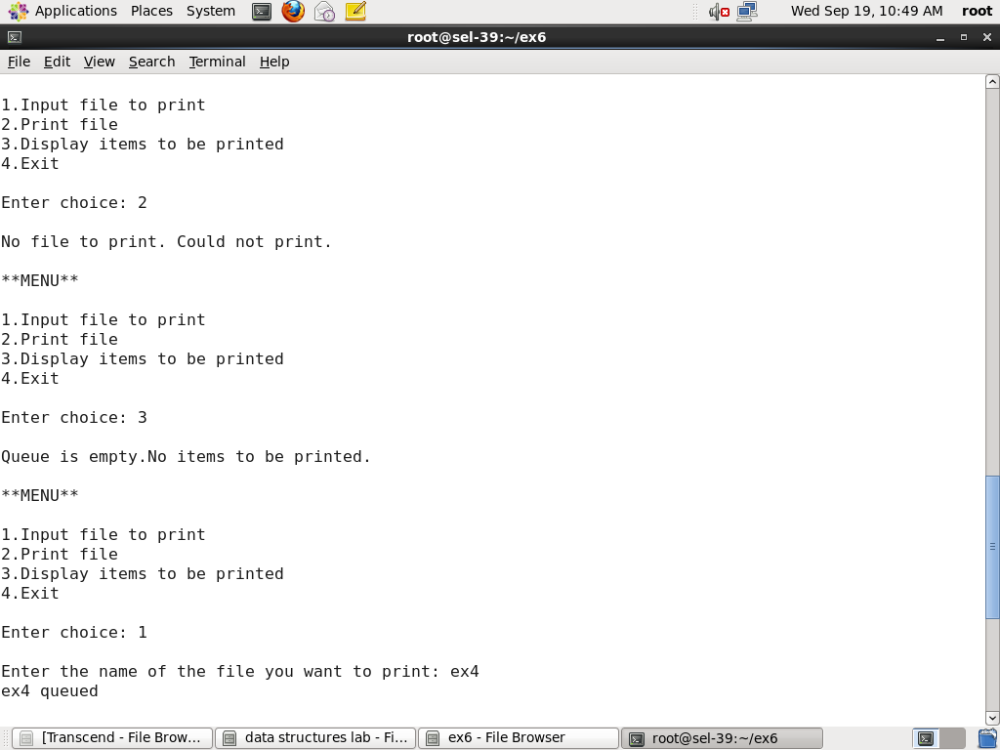 Applications Places System Wed Sep 19, 10:49 AM root
root@sel-39:~/ex6
File Edit View Search Terminal Help
1.Input file to print
2.Print file
3.Display items to be printed
4.Exit
Enter choice: 2
No file to print. Could not print.
**MENU**
1.Input file to print
2.Print file
3.Display items to be printed
4.Exit
Enter choice: 3
Queue is empty.No items to be printed.
**MENU**
1.Input file to print
2.Print file
3.Display items to be printed
4.Exit
Enter choice: 1
Enter the name of the file you want to print: ex4
ex4 queued
[Transcend - File Brow... data structures lab - Fi... ex6 - File Browser root@sel-39:~/ex6